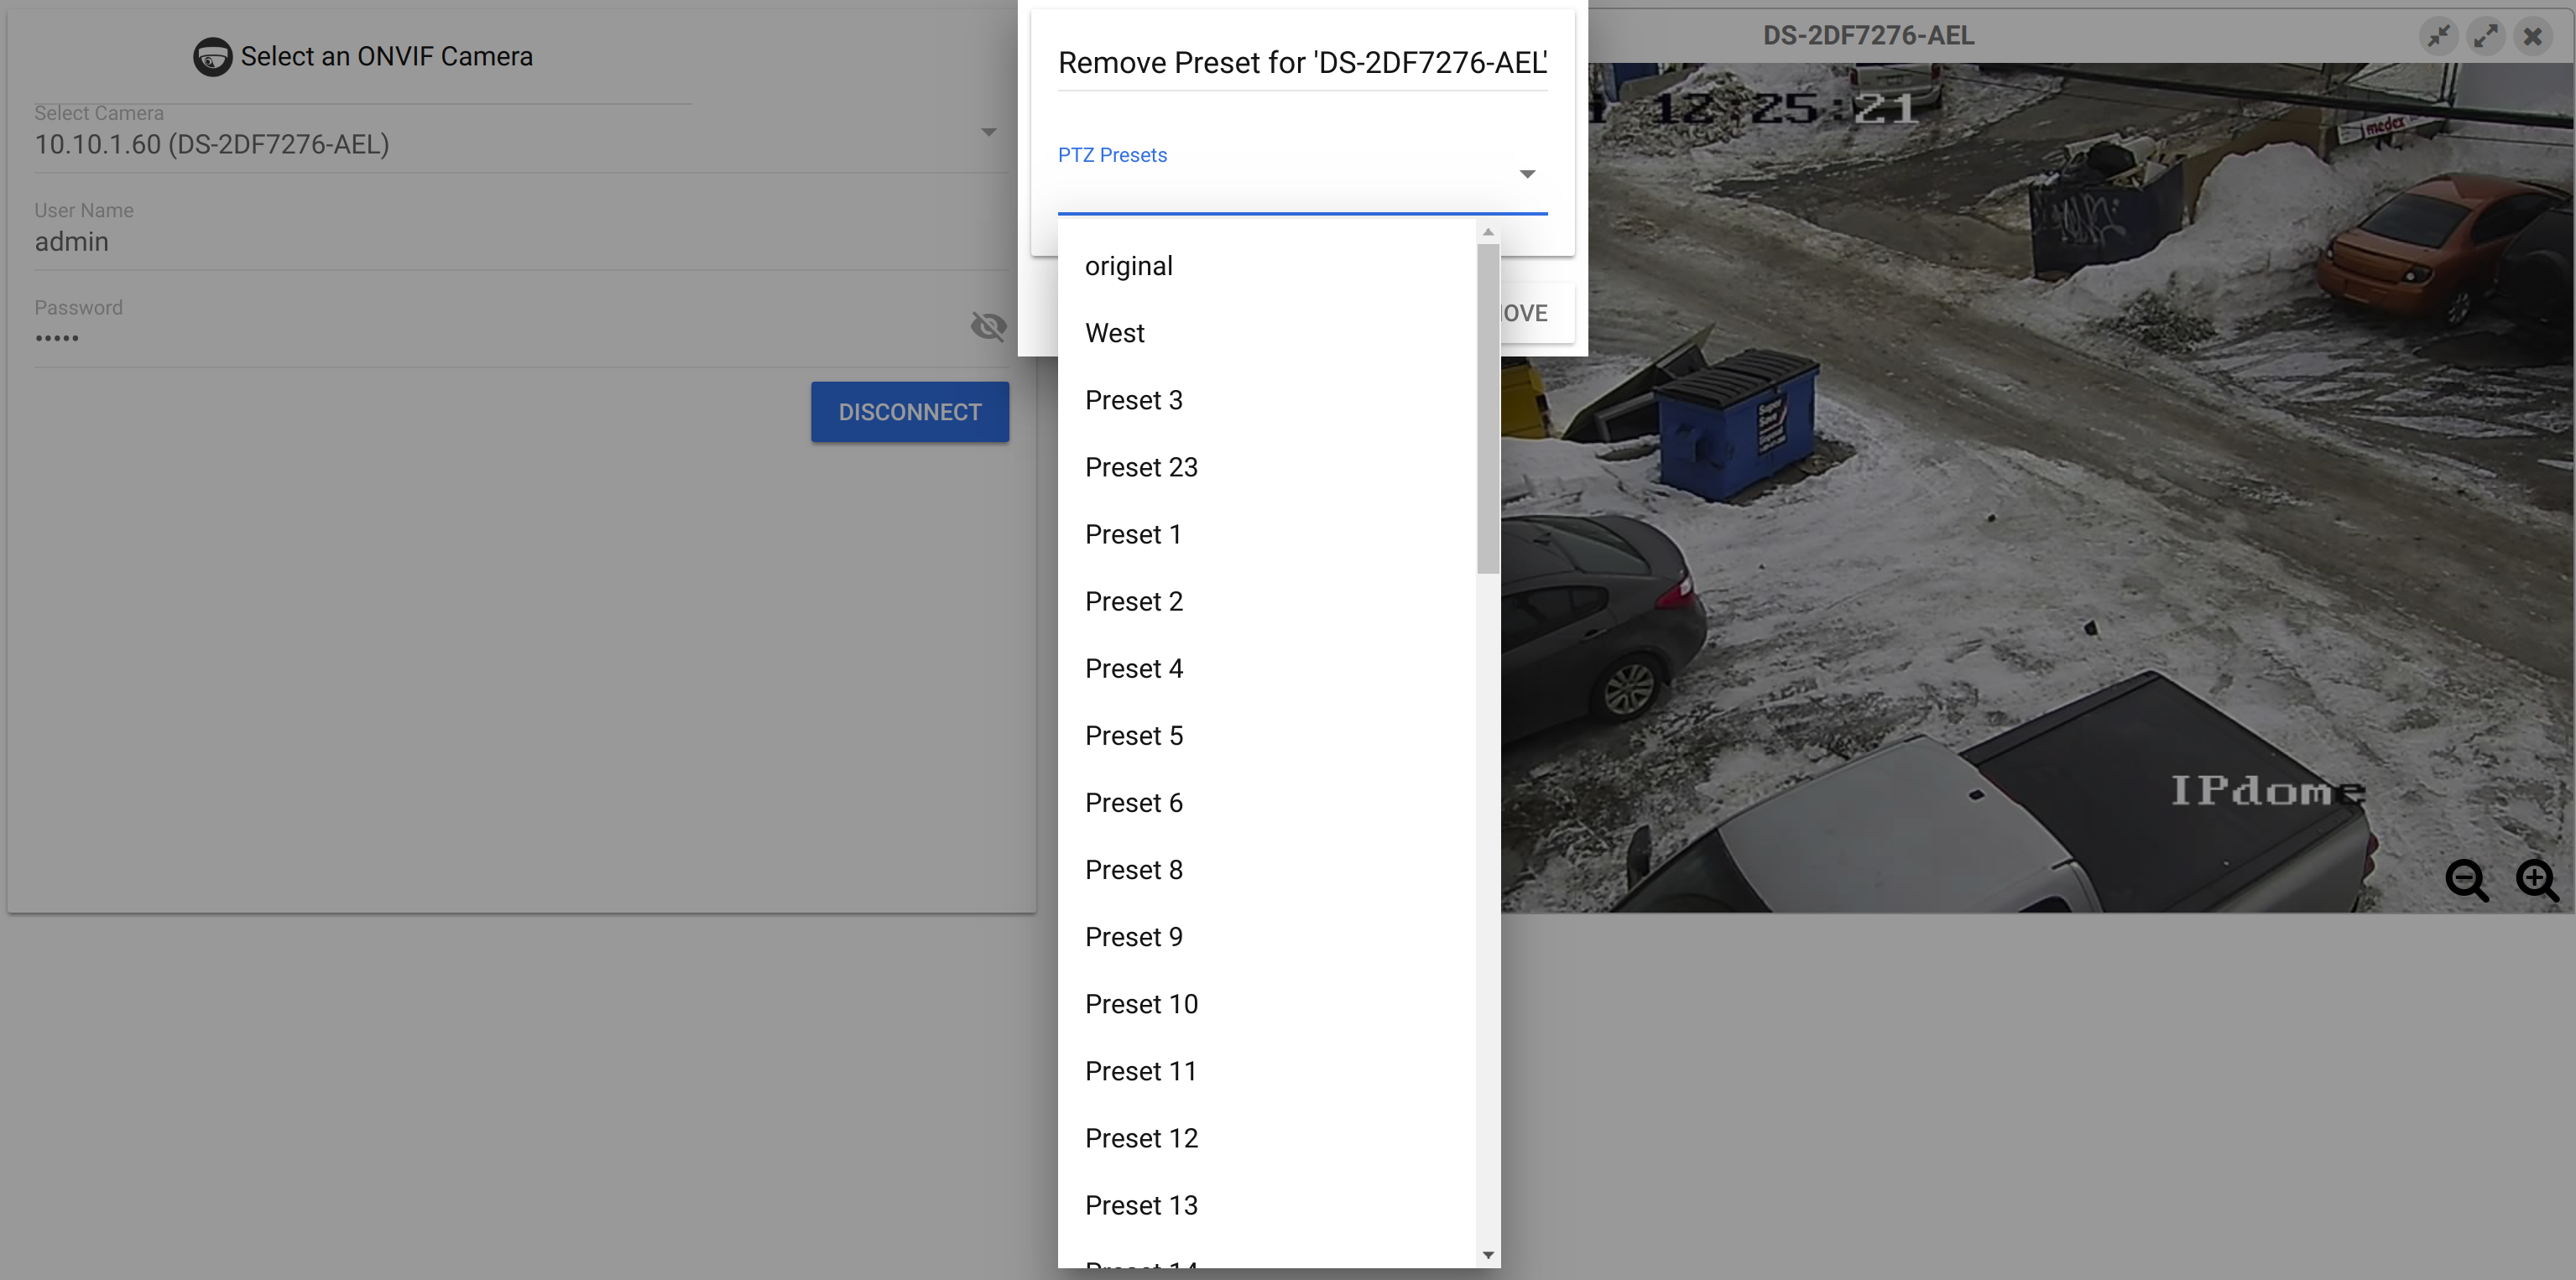 Select an ONVIF Camera
Select Camera
10.10.1.60 (DS-2DF7276-AEL)
User Name
admin
Password
•••••
DISCONNECT
Remove Preset for 'DS-2DF7276-AEL'
PTZ Presets
original
West
Preset 3
Preset 23
Preset 1
Preset 2
Preset 4
Preset 5
Preset 6
Preset 8
Preset 9
Preset 10
Preset 11
Preset 12
Preset 13
Preset 14
OVE
DS-2DF7276-AEL
12:25:21
medex
IPdome